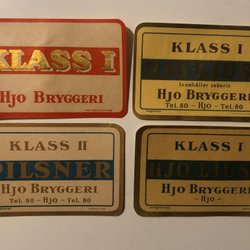 KLASS I
HJO BRYGGERI
KLASS I
Innehåller sakarin
HJO BRYGGERI
Tel. 80 - HJO - Tel. 80
KLASS II
PILSNER
HJO BRYGGERI
Tel. 80 - HJO - Tel. 80
KLASS I
HJO BRYGGERI
- HJO -